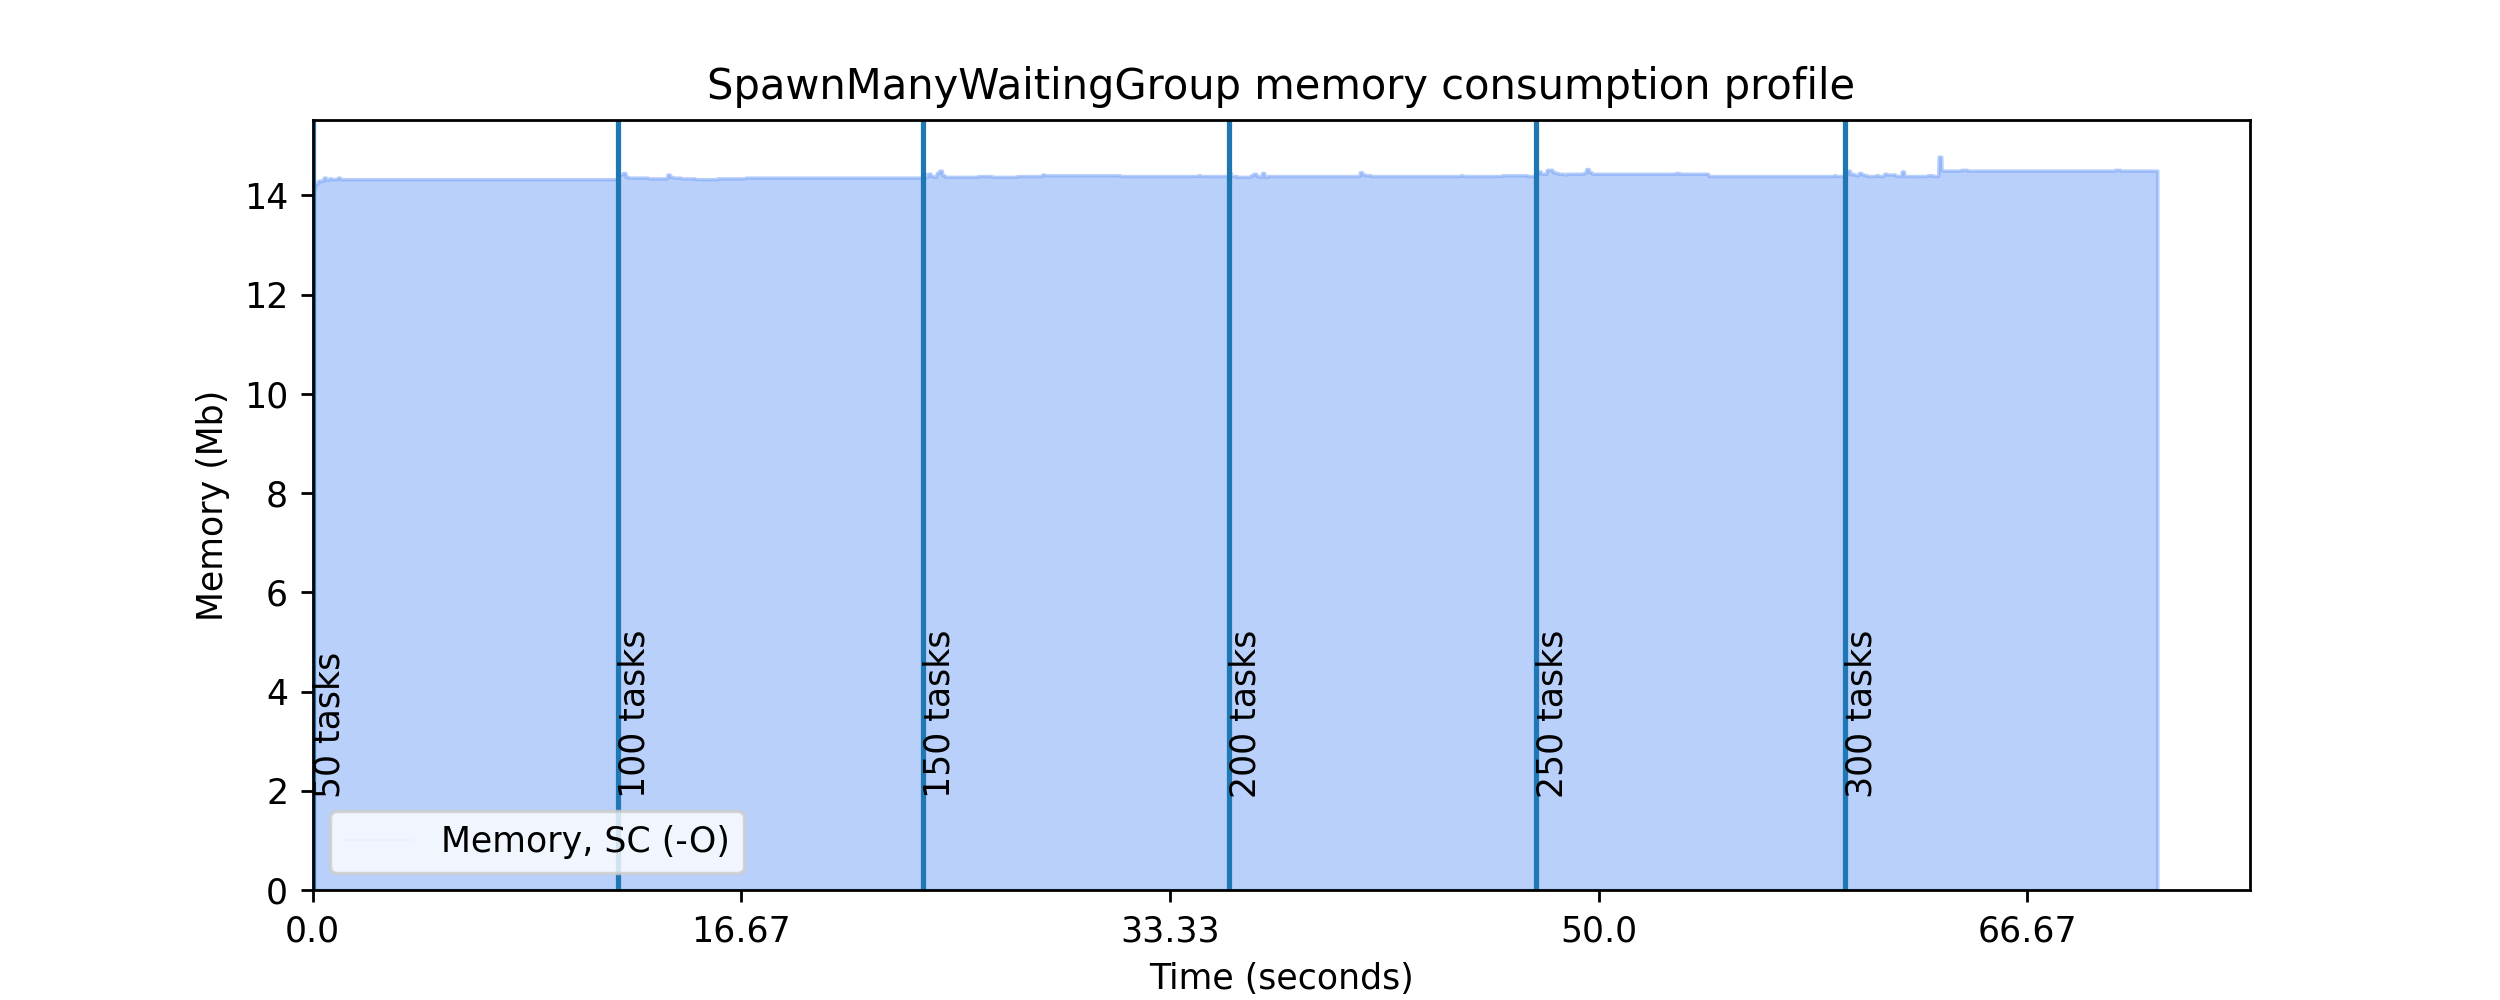 SpawnManyWaitingGroup memory consumption profile
Memory (Mb)
14
12
10
8
6
4
2
0
50 tasks
100 tasks
150 tasks
200 tasks
250 tasks
300 tasks
Memory, SC (-O)
0.0
16.67
33.33
50.0
66.67
Time (seconds)